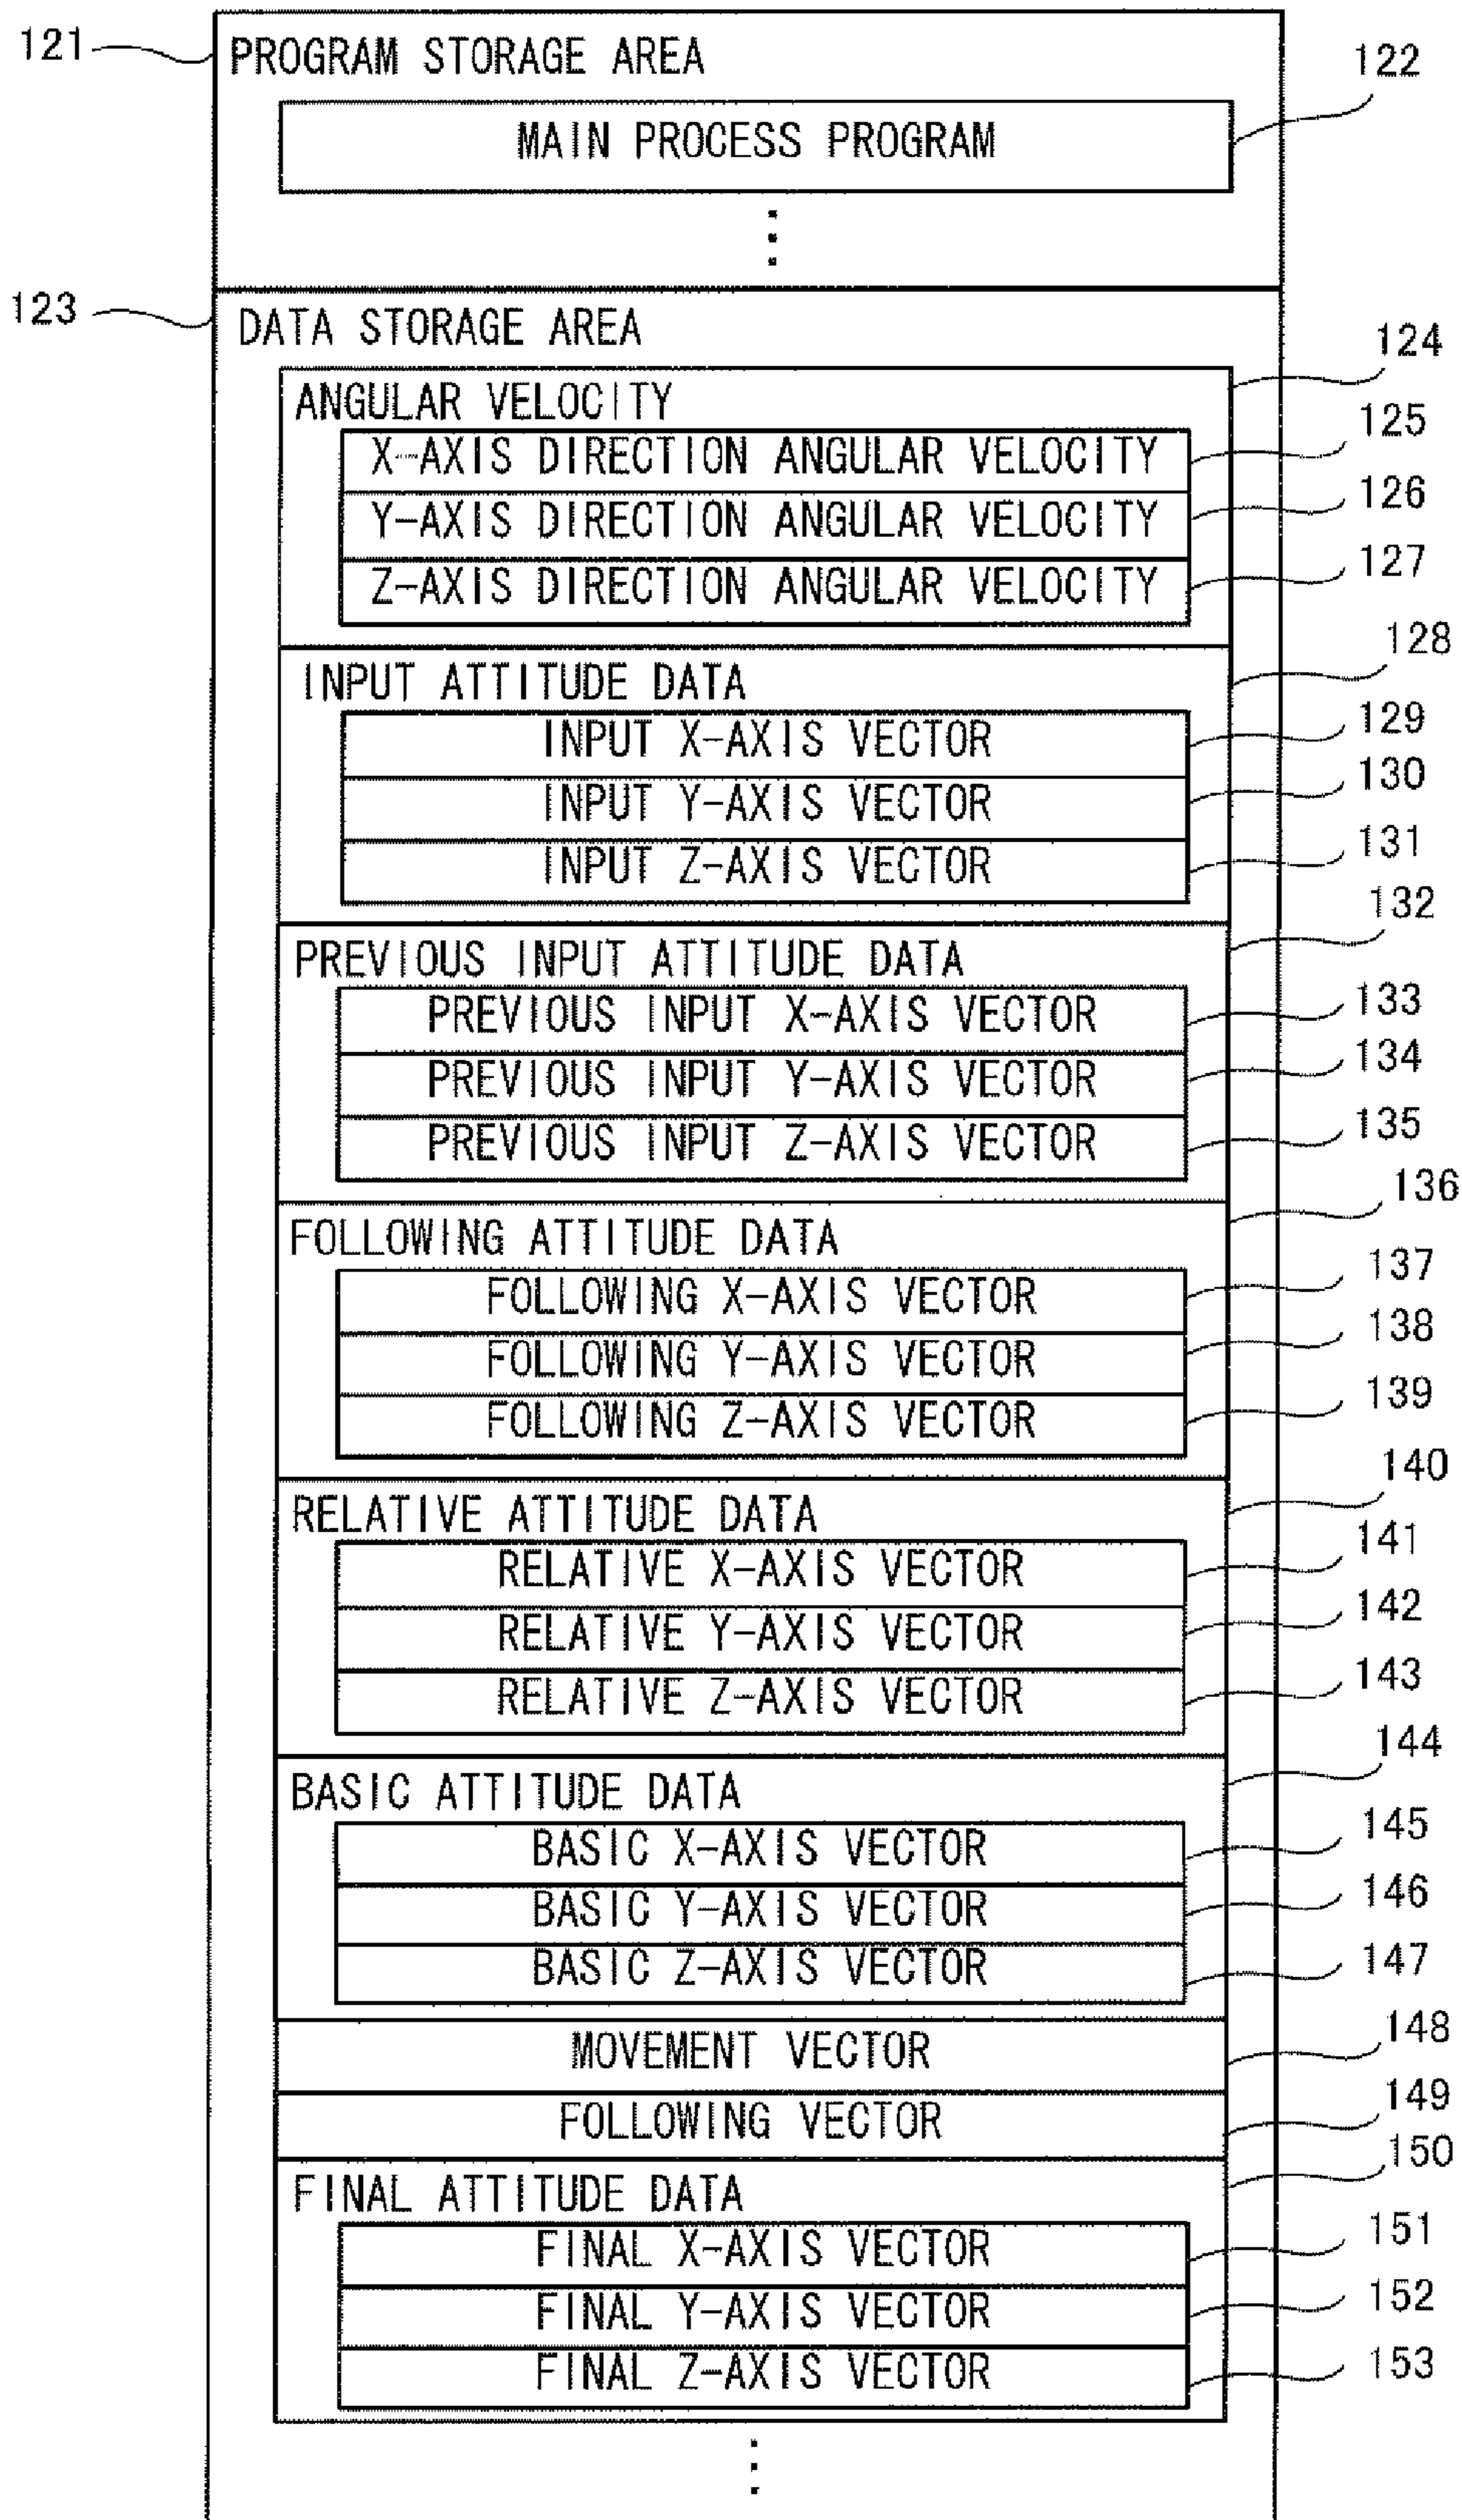 121
PROGRAM STORAGE AREA
122
MAIN PROCESS PROGRAM
123
DATA STORAGE AREA
124
ANGULAR VELOCITY
125
X-AXIS DIRECTION ANGULAR VELOCITY
126
Y-AXIS DIRECTION ANGULAR VELOCITY
127
Z-AXIS DIRECTION ANGULAR VELOCITY
128
INPUT ATTITUDE DATA
129
INPUT X-AXIS VECTOR
130
INPUT Y-AXIS VECTOR
131
INPUT Z-AXIS VECTOR
132
PREVIOUS INPUT ATTITUDE DATA
133
PREVIOUS INPUT X-AXIS VECTOR
134
PREVIOUS INPUT Y-AXIS VECTOR
135
PREVIOUS INPUT Z-AXIS VECTOR
136
FOLLOWING ATTITUDE DATA
137
FOLLOWING X-AXIS VECTOR
138
FOLLOWING Y-AXIS VECTOR
139
FOLLOWING Z-AXIS VECTOR
140
RELATIVE ATTITUDE DATA
141
RELATIVE X-AXIS VECTOR
142
RELATIVE Y-AXIS VECTOR
143
RELATIVE Z-AXIS VECTOR
144
BASIC ATTITUDE DATA
145
BASIC X-AXIS VECTOR
146
BASIC Y-AXIS VECTOR
147
BASIC Z-AXIS VECTOR
148
MOVEMENT VECTOR
149
FOLLOWING VECTOR
150
FINAL ATTITUDE DATA
151
FINAL X-AXIS VECTOR
152
FINAL Y-AXIS VECTOR
153
FINAL Z-AXIS VECTOR